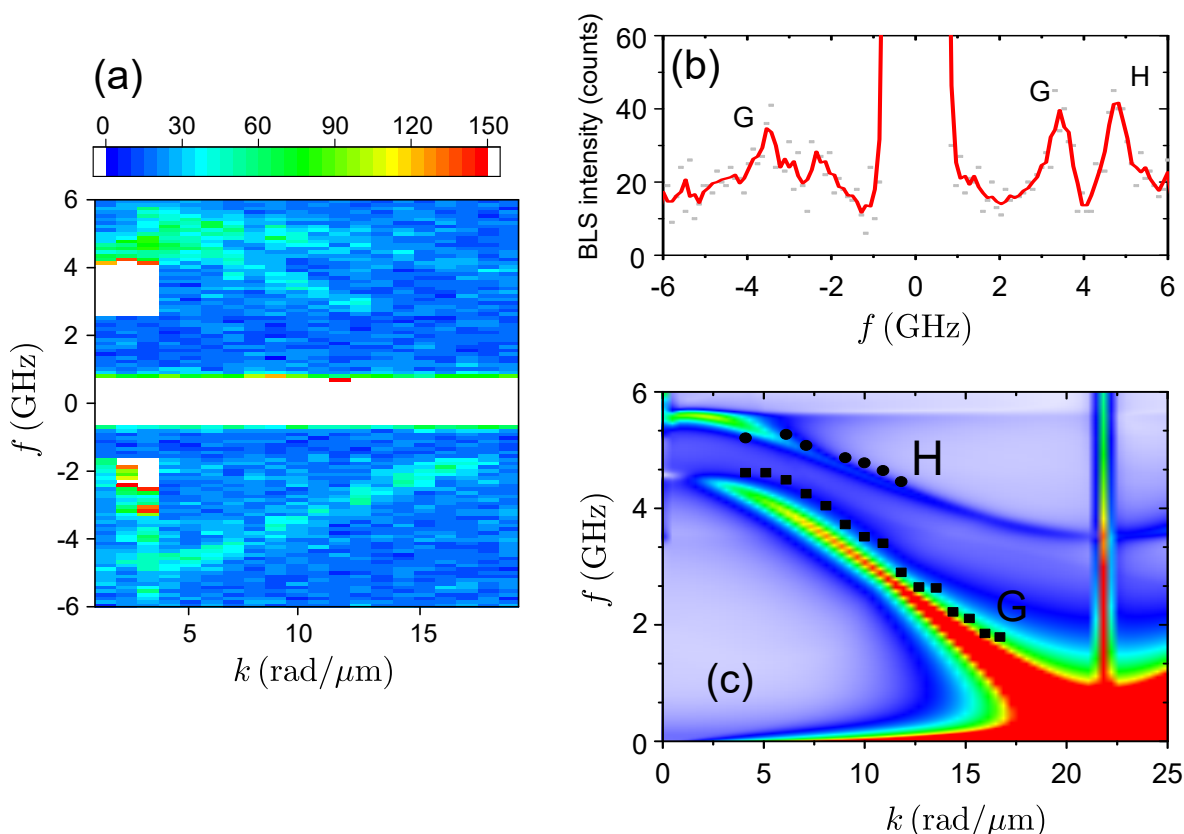 (a)
0 30 60 90 120 150
6
4
2
0
-2
-4
-6
f (GHz)
5 10 15
k (rad/μm)
(b)
BLS intensity (counts)
60
40
20
0
G
G
H
-6 -4 -2 0 2 4 6
f (GHz)
(c)
6
4
2
0
f (GHz)
H
G
0 5 10 15 20 25
k (rad/μm)